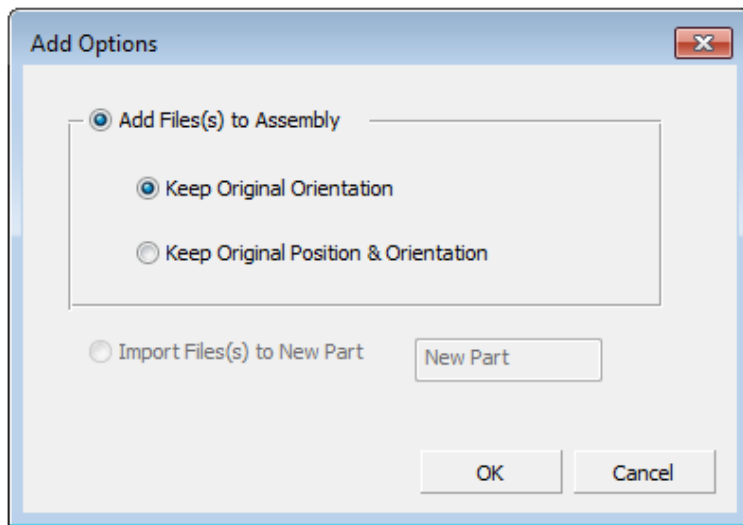 Add Options
Add Files(s) to Assembly
Keep Original Orientation
Keep Original Position & Orientation
Import Files(s) to New Part
New Part
OK
Cancel